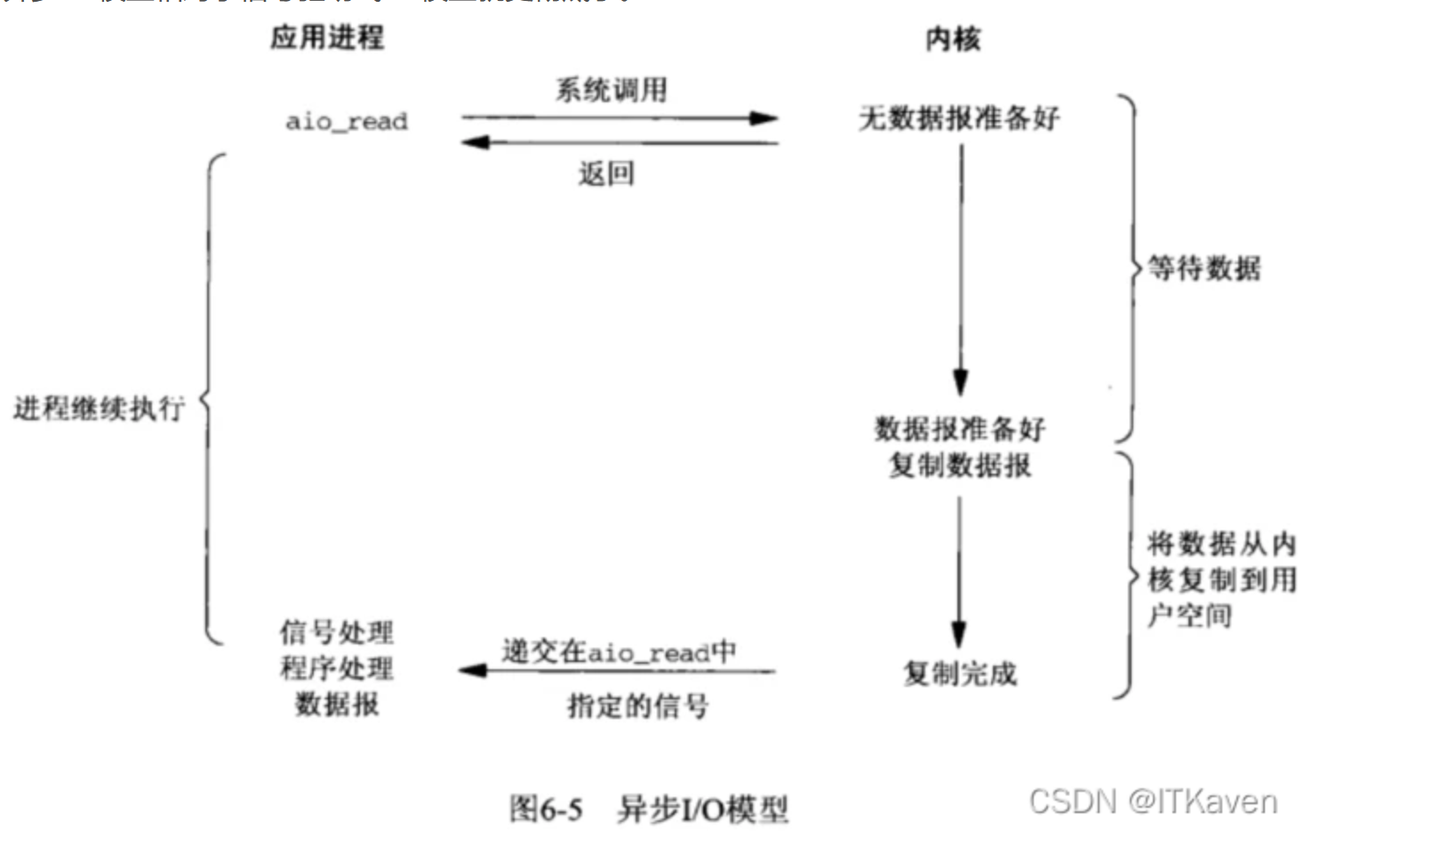 应用进程
内核
系统调用
aio_read
无数据报准备好
返回
等待数据
进程继续执行
数据报准备好
复制数据报
将数据从内
核复制到用
户空间
信号处理
程序处理
数据报
递交在aio_read中
指定的信号
复制完成
图6-5 异步I/O模型
CSDN @ITKaven